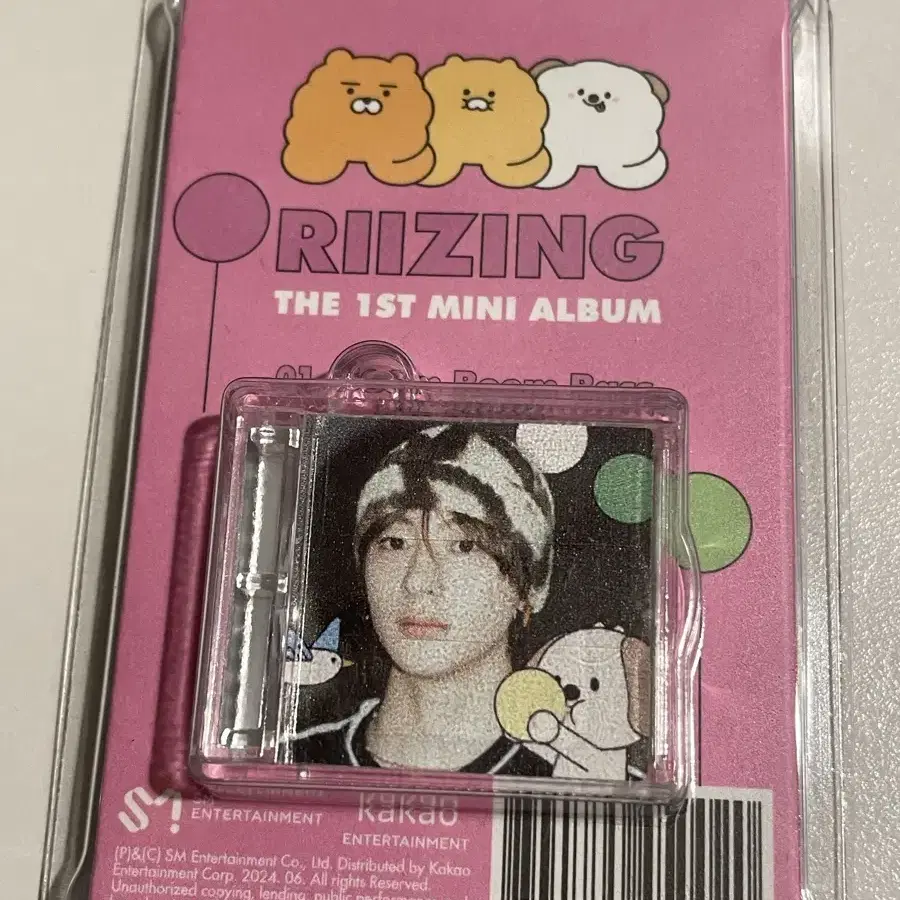 RIIZING
THE 1ST MINI ALBUM
01
SM
ENTERTAINMENT
kakao
ENTERTAINMENT
(P)&(C) SM Entertainment Co., Ltd. Distributed by Kakao
Entertainment Corp. 2024. 06. All rights Reserved.
Unauthorized copying, lending, public